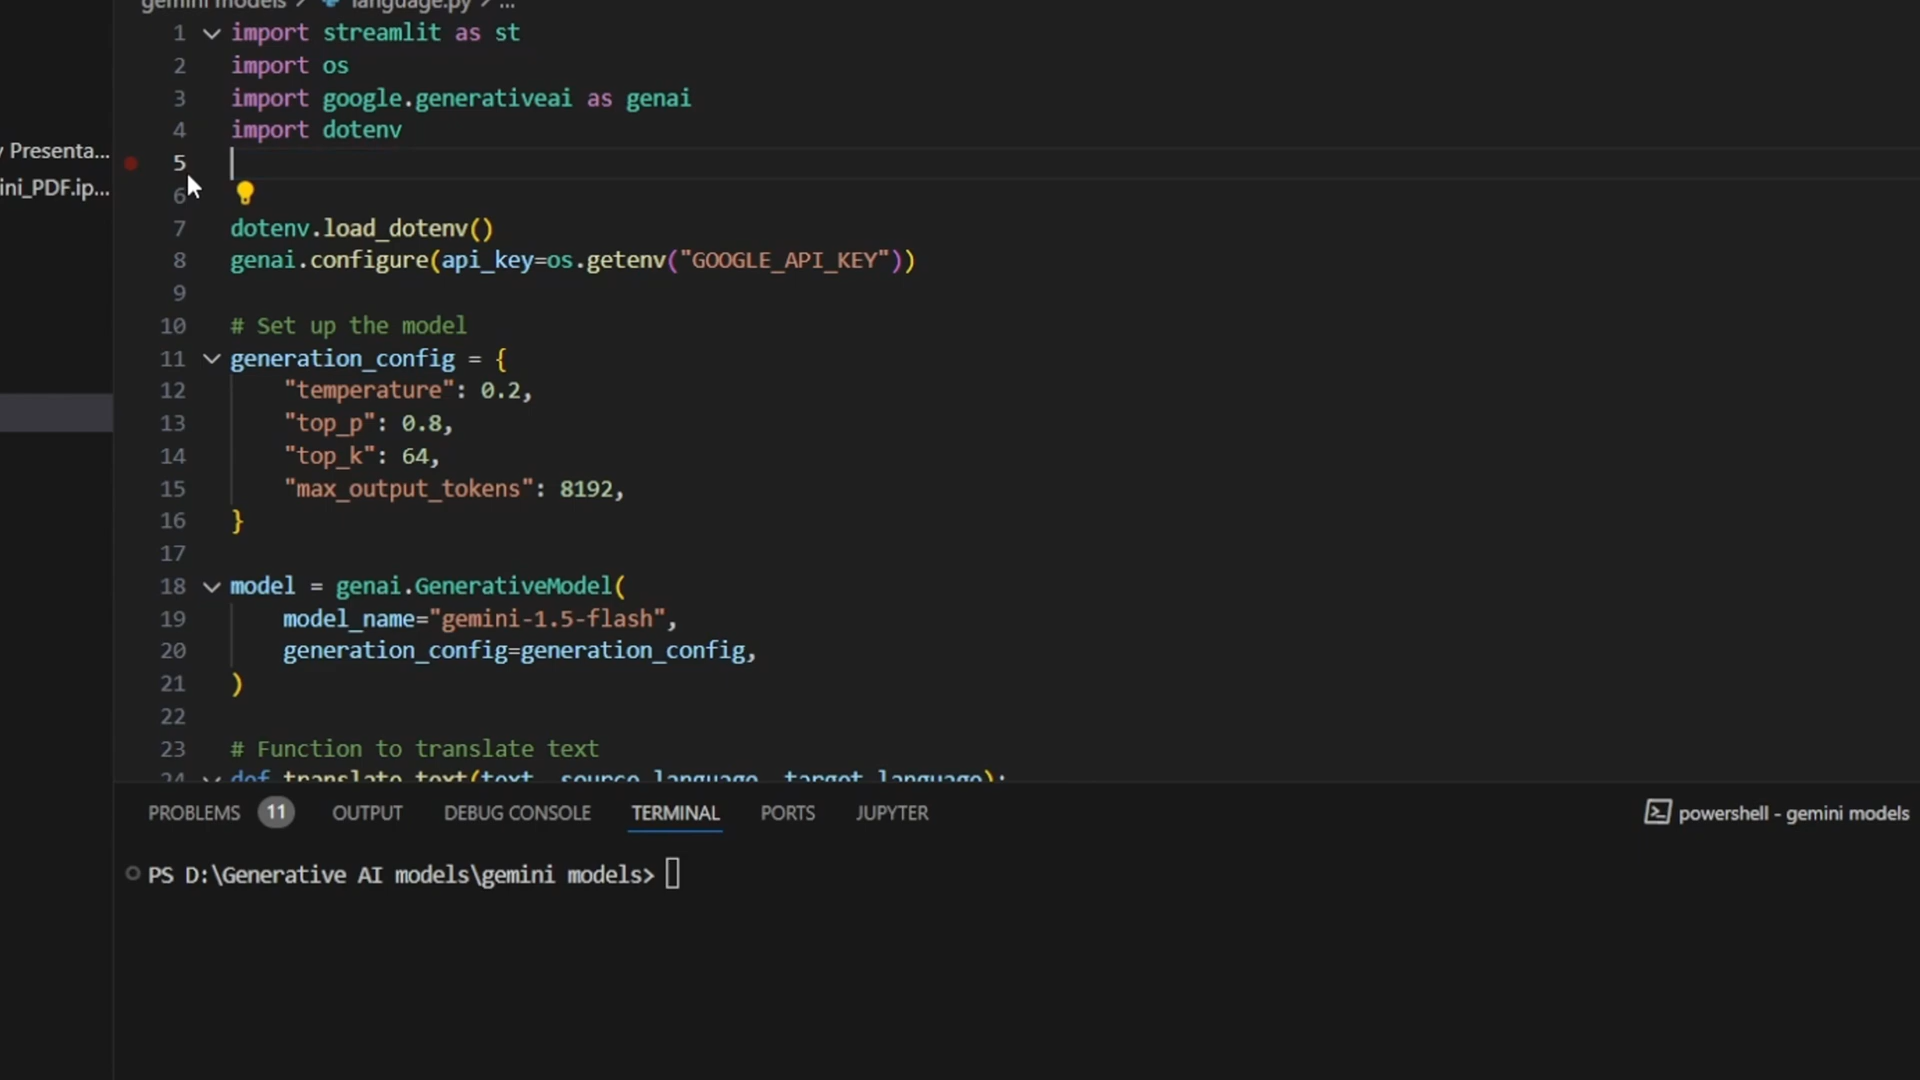 gemini models > language.py > ...
1 import streamlit as st
2 import os
3 import google.generativeai as genai
4 import dotenv
5
6
7 dotenv.load_dotenv()
8 genai.configure(api_key=os.getenv("GOOGLE_API_KEY"))
9
10 # Set up the model
11 generation_config = {
12 "temperature": 0.2,
13 "top_p": 0.8,
14 "top_k": 64,
15 "max_output_tokens": 8192,
16 }
17
18 model = genai.GenerativeModel(
19 model_name="gemini-1.5-flash",
20 generation_config=generation_config,
21 )
22
23 # Function to translate text
24 def translate_text(text, source_language, target_language):
y Presenta...
ini_PDF.ip...
PROBLEMS 11 OUTPUT DEBUG CONSOLE TERMINAL PORTS JUPYTER powershell - gemini models
PS D:\Generative AI models\gemini models>